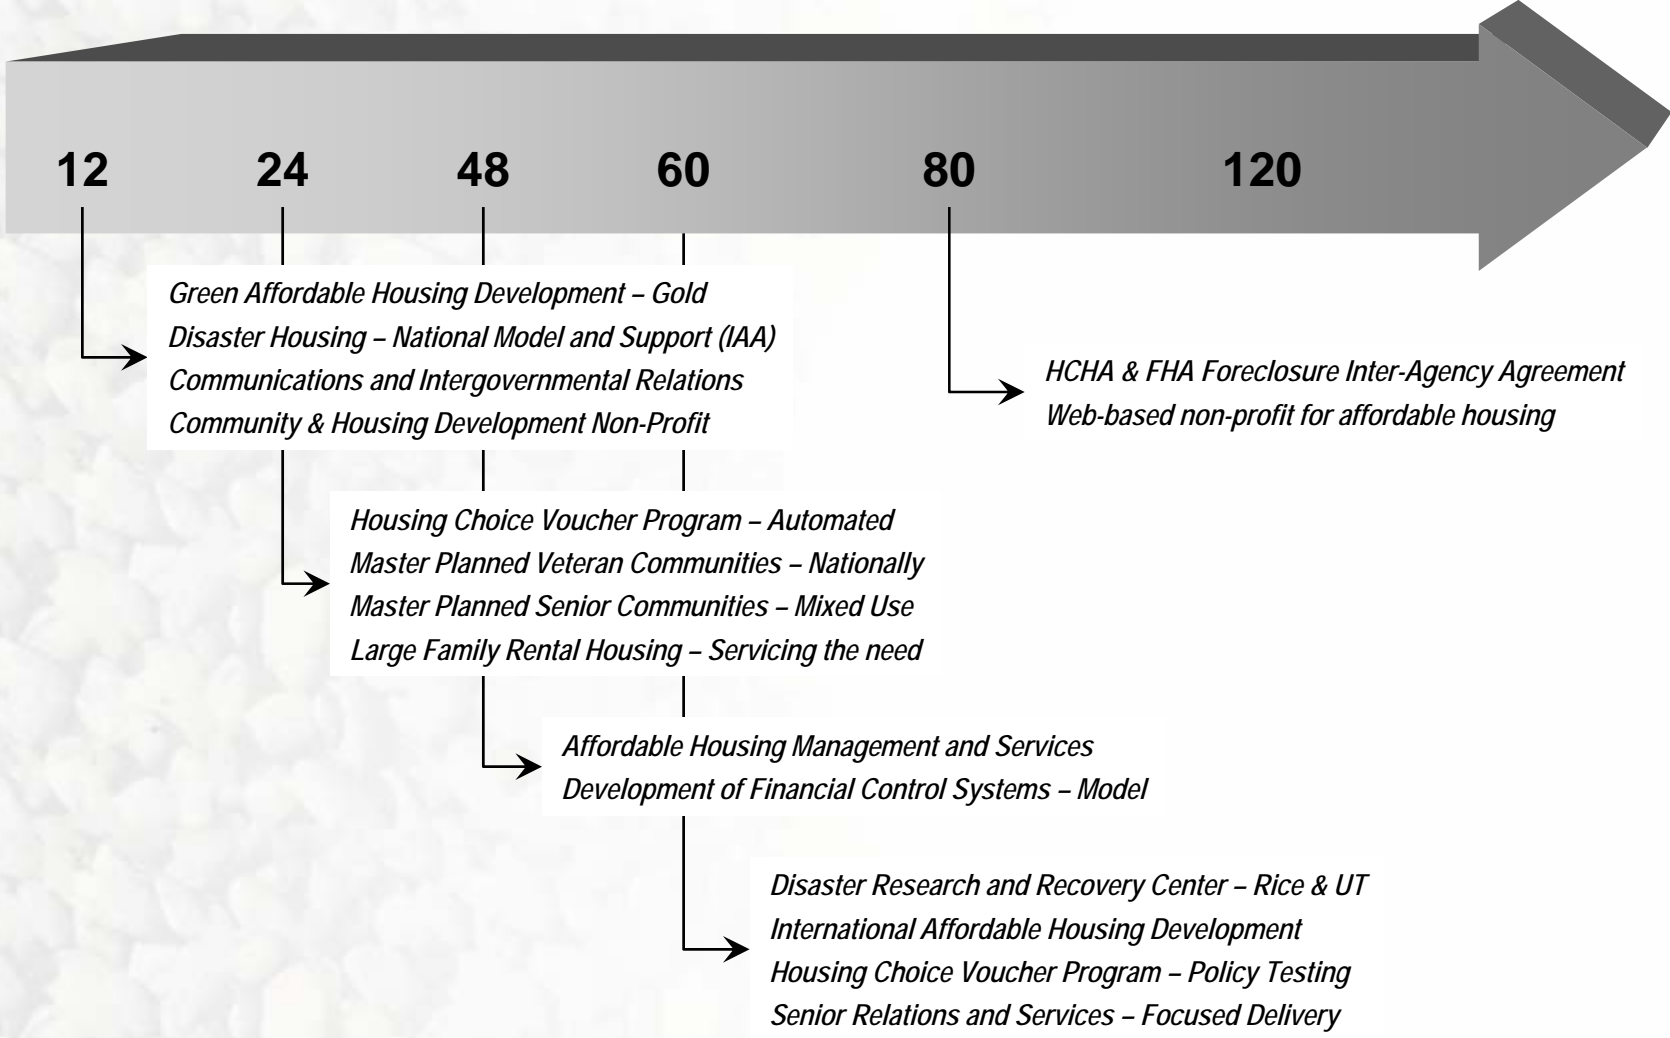 12 24 48 60 80 120
Green Affordable Housing Development – Gold
Disaster Housing – National Model and Support (IAA)
Communications and Intergovernmental Relations
Community & Housing Development Non-Profit
HCHA & FHA Foreclosure Inter-Agency Agreement
Web-based non-profit for affordable housing
Housing Choice Voucher Program – Automated
Master Planned Veteran Communities – Nationally
Master Planned Senior Communities – Mixed Use
Large Family Rental Housing – Servicing the need
Affordable Housing Management and Services
Development of Financial Control Systems – Model
Disaster Research and Recovery Center – Rice & UT
International Affordable Housing Development
Housing Choice Voucher Program – Policy Testing
Senior Relations and Services – Focused Delivery